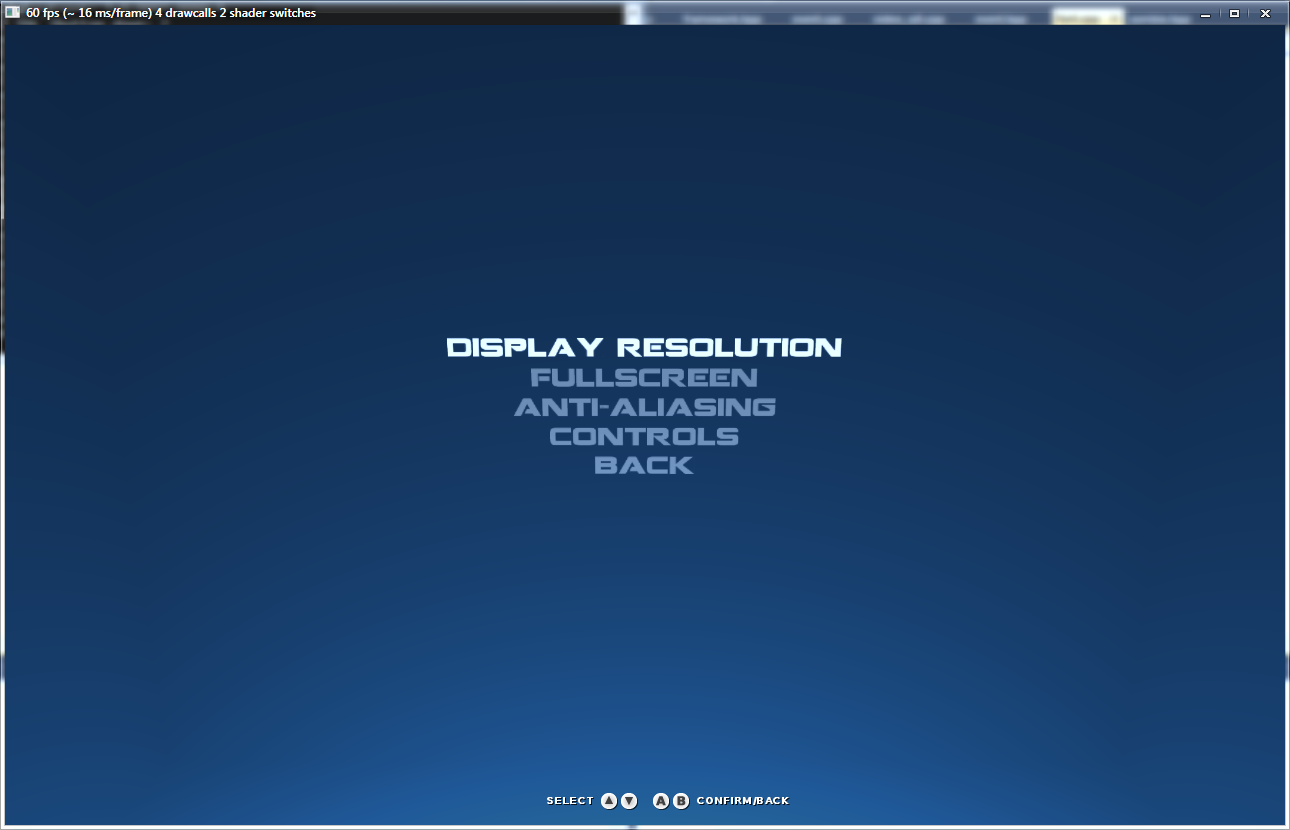 60 fps (~ 16 ms/frame) 4 drawcalls 2 shader switches
DISPLAY RESOLUTION
FULLSCREEN
ANTI-ALIASING
CONTROLS
BACK
SELECT ▲ ▼ A B CONFIRM/BACK